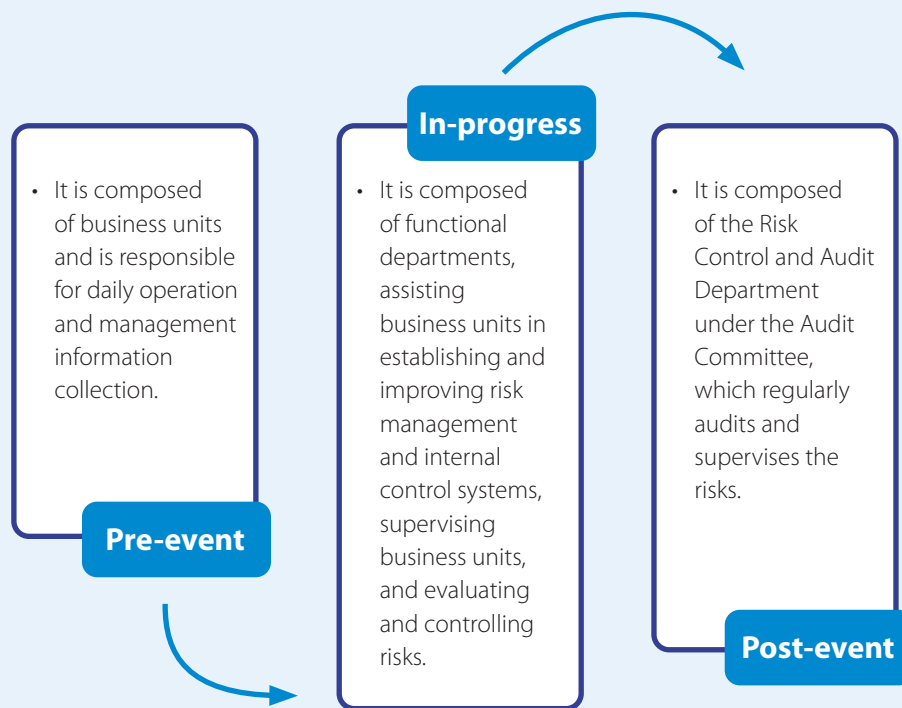 • It is composed
of business units
and is responsible
for daily operation
and management
information
collection.
Pre-event
In-progress
• It is composed
of functional
departments,
assisting
business units in
establishing and
improving risk
management
and internal
control systems,
supervising
business units,
and evaluating
and controlling
risks.
• It is composed
of the Risk
Control and Audit
Department
under the Audit
Committee,
which regularly
audits and
supervises the
risks.
Post-event